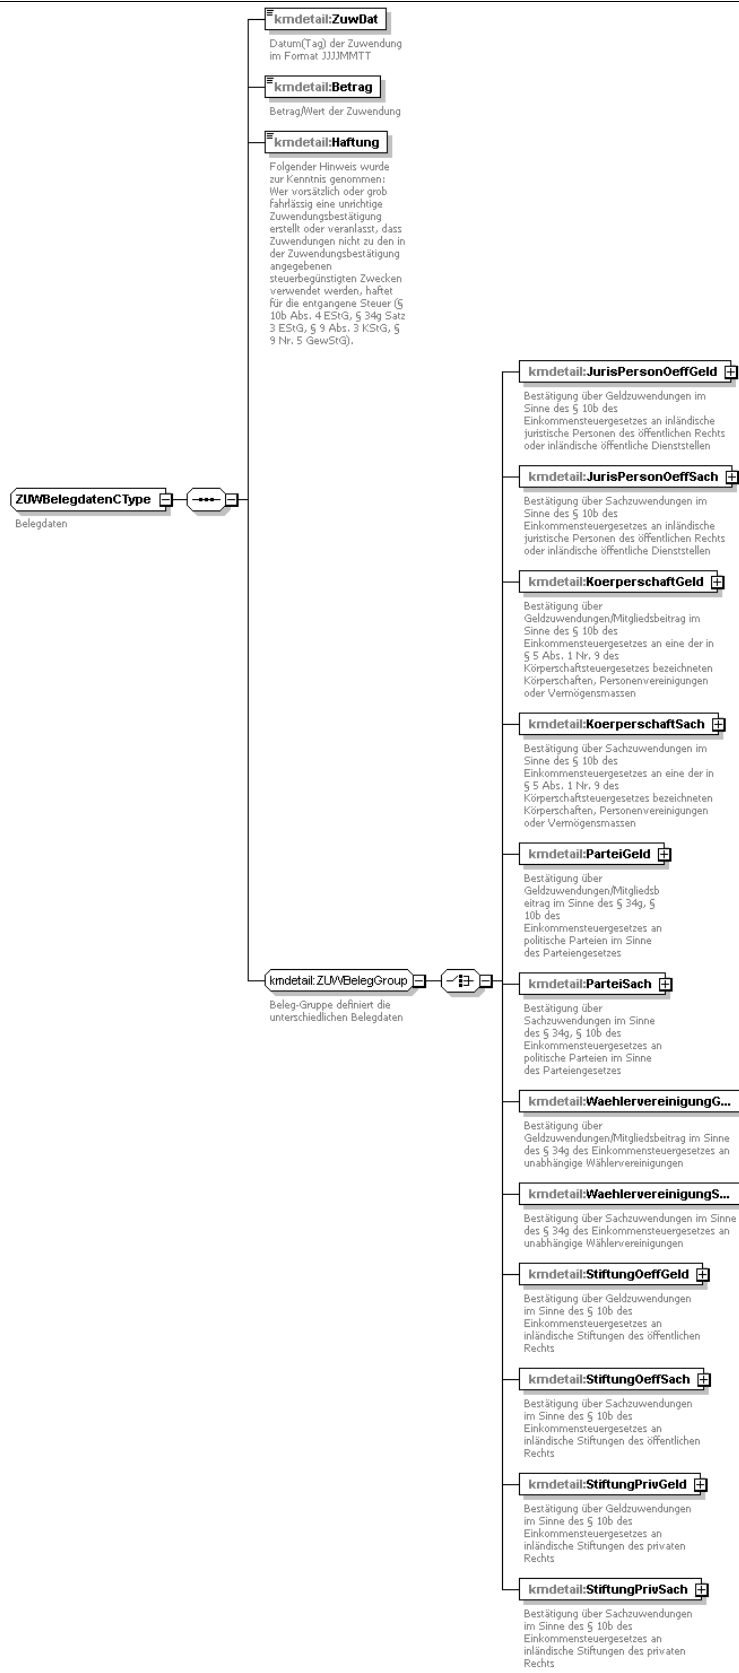 kmdetail:ZuwDat
Datum(Tag) der Zuwendung
im Format JJJJMMTT
kmdetail:Betrag
Betrag/Wert der Zuwendung
kmdetail:Haftung
Folgender Hinweis wurde
zur Kenntnis genommen:
Wer vorsätzlich oder grob
fahrlässig eine unrichtige
Zuwendungsbestätigung
erstellt oder veranlasst, dass
Zuwendungen nicht zu den in
der Zuwendungsbestätigung
angegebenen
steuerbegünstigten Zwecken
verwendet werden, haftet
für die entgangene Steuer (§
10b Abs. 4 EStG, § 34g Satz
3 EStG, § 9 Abs. 3 KStG, §
9 Nr. 5 GewStG).
ZUWBelegdatenCType
Belegdaten
kmdetail:ZUWBelegGroup
Beleg-Gruppe definiert die
unterschiedlichen Belegdaten
kmdetail:JurisPersonOeffGeld
Bestätigung über Geldzuwendungen im
Sinne des § 10b des
Einkommensteuergesetzes an inländische
juristische Personen des öffentlichen Rechts
oder inländische öffentliche Dienststellen
kmdetail:JurisPersonOeffSach
Bestätigung über Sachzuwendungen im
Sinne des § 10b des
Einkommensteuergesetzes an inländische
juristische Personen des öffentlichen Rechts
oder inländische öffentliche Dienststellen
kmdetail:KoerperschaftGeld
Bestätigung über
Geldzuwendungen/Mitgliedsbeitrag im
Sinne des § 10b des
Einkommensteuergesetzes an eine der in
§ 5 Abs. 1 Nr. 9 des
Körperschaftsteuergesetzes bezeichneten
Körperschaften, Personenvereinigungen
oder Vermögensmassen
kmdetail:KoerperschaftSach
Bestätigung über Sachzuwendungen im
Sinne des § 10b des
Einkommensteuergesetzes an eine der in
§ 5 Abs. 1 Nr. 9 des
Körperschaftsteuergesetzes bezeichneten
Körperschaften, Personenvereinigungen
oder Vermögensmassen
kmdetail:ParteiGeld
Bestätigung über
Geldzuwendungen/Mitgliedsb
eitrag im Sinne des § 34g, §
10b des
Einkommensteuergesetzes an
politische Parteien im Sinne
des Parteiengesetzes
kmdetail:ParteiSach
Bestätigung über
Sachzuwendungen im Sinne
des § 34g, § 10b des
Einkommensteuergesetzes an
politische Parteien im Sinne
des Parteiengesetzes
kmdetail:WaehlervereinigungG...
Bestätigung über
Geldzuwendungen/Mitgliedsbeitrag im Sinne
des § 34g des Einkommensteuergesetzes an
unabhängige Wählervereinigungen
kmdetail:WaehlervereinigungS...
Bestätigung über Sachzuwendungen im Sinne
des § 34g des Einkommensteuergesetzes an
unabhängige Wählervereinigungen
kmdetail:StiftungOeffGeld
Bestätigung über Geldzuwendungen
im Sinne des § 10b des
Einkommensteuergesetzes an
inländische Stiftungen des öffentlichen
Rechts
kmdetail:StiftungOeffSach
Bestätigung über Sachzuwendungen
im Sinne des § 10b des
Einkommensteuergesetzes an
inländische Stiftungen des öffentlichen
Rechts
kmdetail:StiftungPrivGeld
Bestätigung über Geldzuwendungen
im Sinne des § 10b des
Einkommensteuergesetzes an
inländische Stiftungen des privaten
Rechts
kmdetail:StiftungPrivSach
Bestätigung über Sachzuwendungen
im Sinne des § 10b des
Einkommensteuergesetzes an
inländische Stiftungen des privaten
Rechts